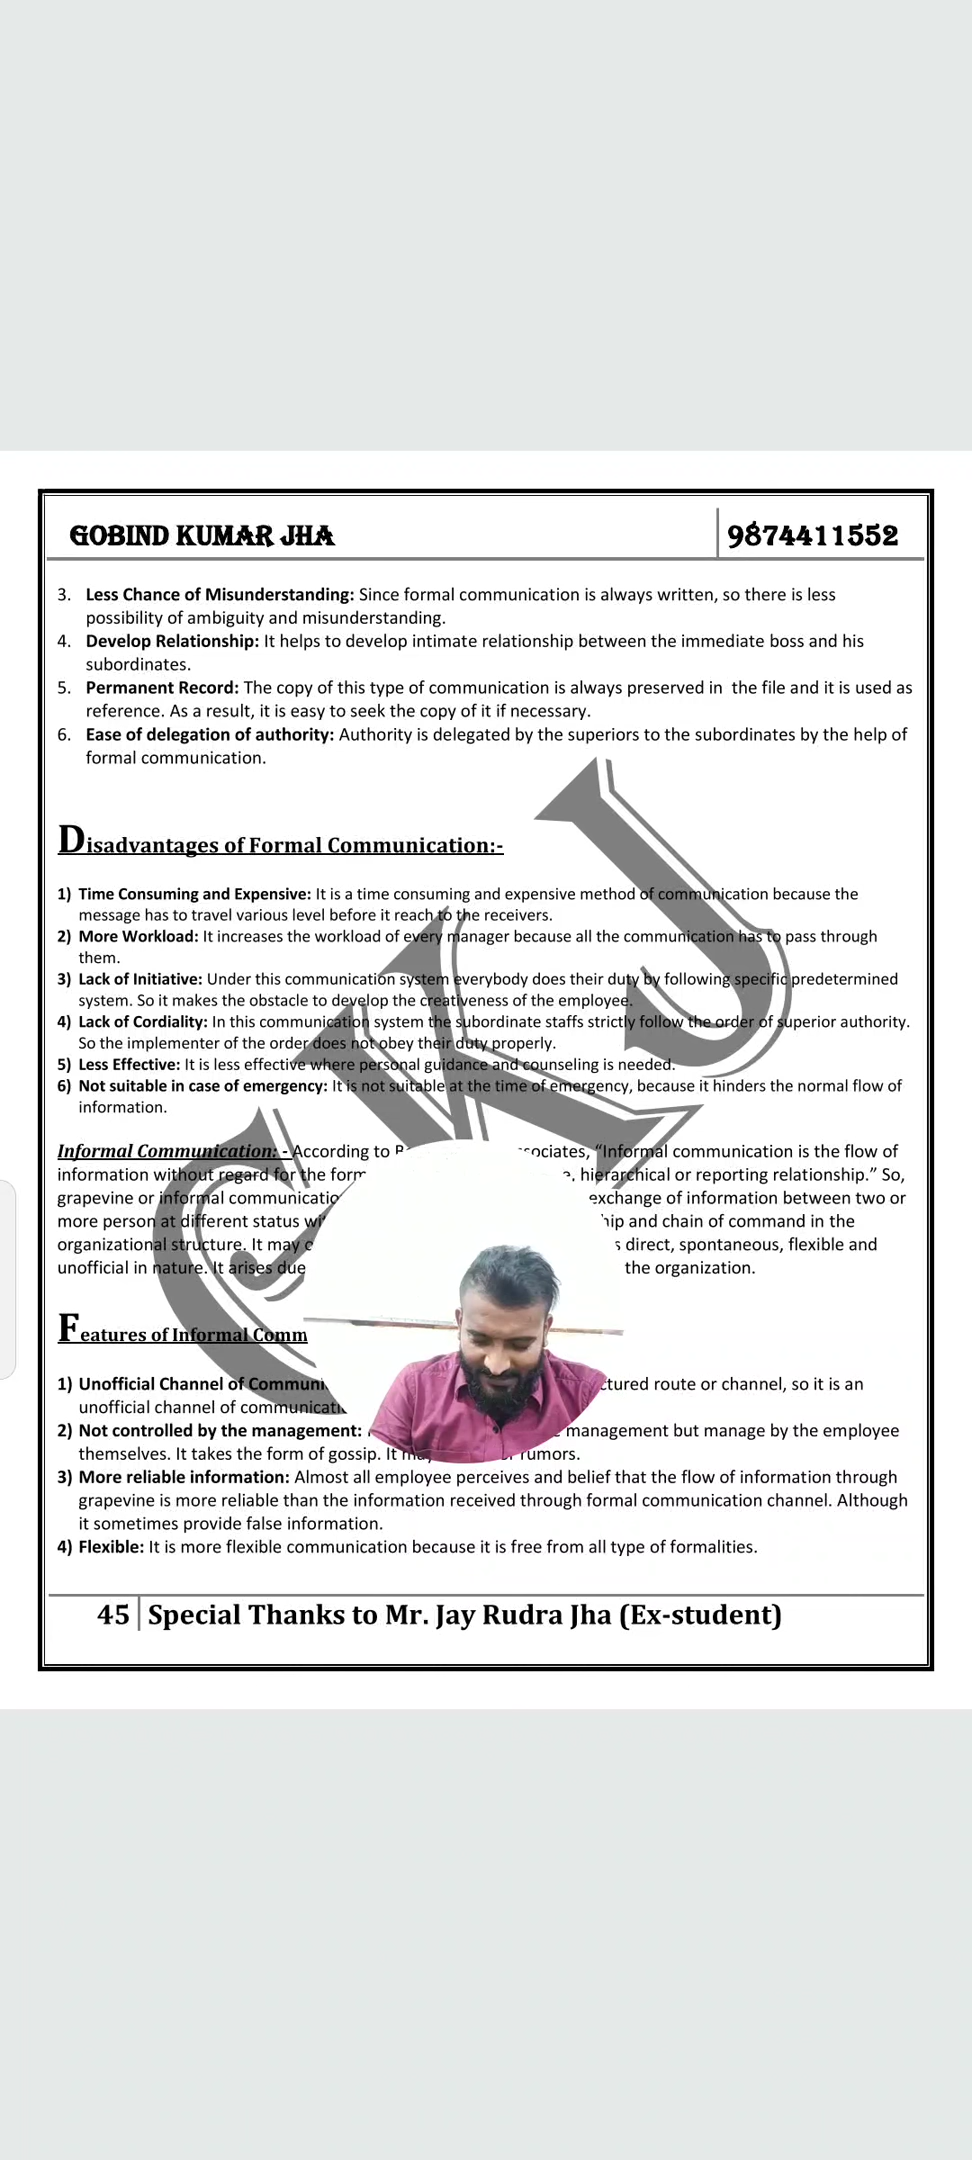 GOBIND KUMAR JHA
9874411552
3. Less Chance of Misunderstanding: Since formal communication is always written, so there is less
possibility of ambiguity and misunderstanding.
4. Develop Relationship: It helps to develop intimate relationship between the immediate boss and his
subordinates.
5. Permanent Record: The copy of this type of communication is always preserved in the file and it is used as
reference. As a result, it is easy to seek the copy of it if necessary.
6. Ease of delegation of authority: Authority is delegated by the superiors to the subordinates by the help of
formal communication.
Disadvantages of Formal Communication:-
1) Time Consuming and Expensive: It is a time consuming and expensive method of communication because the
message has to travel various level before it reach to the receivers.
2) More Workload: It increases the workload of every manager because all the communication has to pass through
them.
3) Lack of Initiative: Under this communication system everybody does their duty by following specific predetermined
system. So it makes the obstacle to develop the creativeness of the employee.
4) Lack of Cordiality: In this communication system the subordinate staffs strictly follow the order of superior authority.
So the implementer of the order does not obey their duty properly.
5) Less Effective: It is less effective where personal guidance and counseling is needed.
6) Not suitable in case of emergency: It is not suitable at the time of emergency, because it hinders the normal flow of
information.
Informal Communication: - According to "Informal communication is the flow of
information without regard for the hierarchical or reporting relationship." So,
grapevine or informal exchange of information between two or
more person at different status and chain of command in the
organizational structure. It may direct, spontaneous, flexible and
unofficial in nature. It arises due the organization.
Features of Informal Comm
1) Unofficial Channel of route or channel, so it is an
unofficial channel of
2) Not controlled by the management: management but manage by the employee
themselves. It takes the form of gossip. It rumors.
3) More reliable information: Almost all employee perceives and belief that the flow of information through
grapevine is more reliable than the information received through formal communication channel. Although
it sometimes provide false information.
4) Flexible: It is more flexible communication because it is free from all type of formalities.
45 Special Thanks to Mr. Jay Rudra Jha (Ex-student)
GKJ